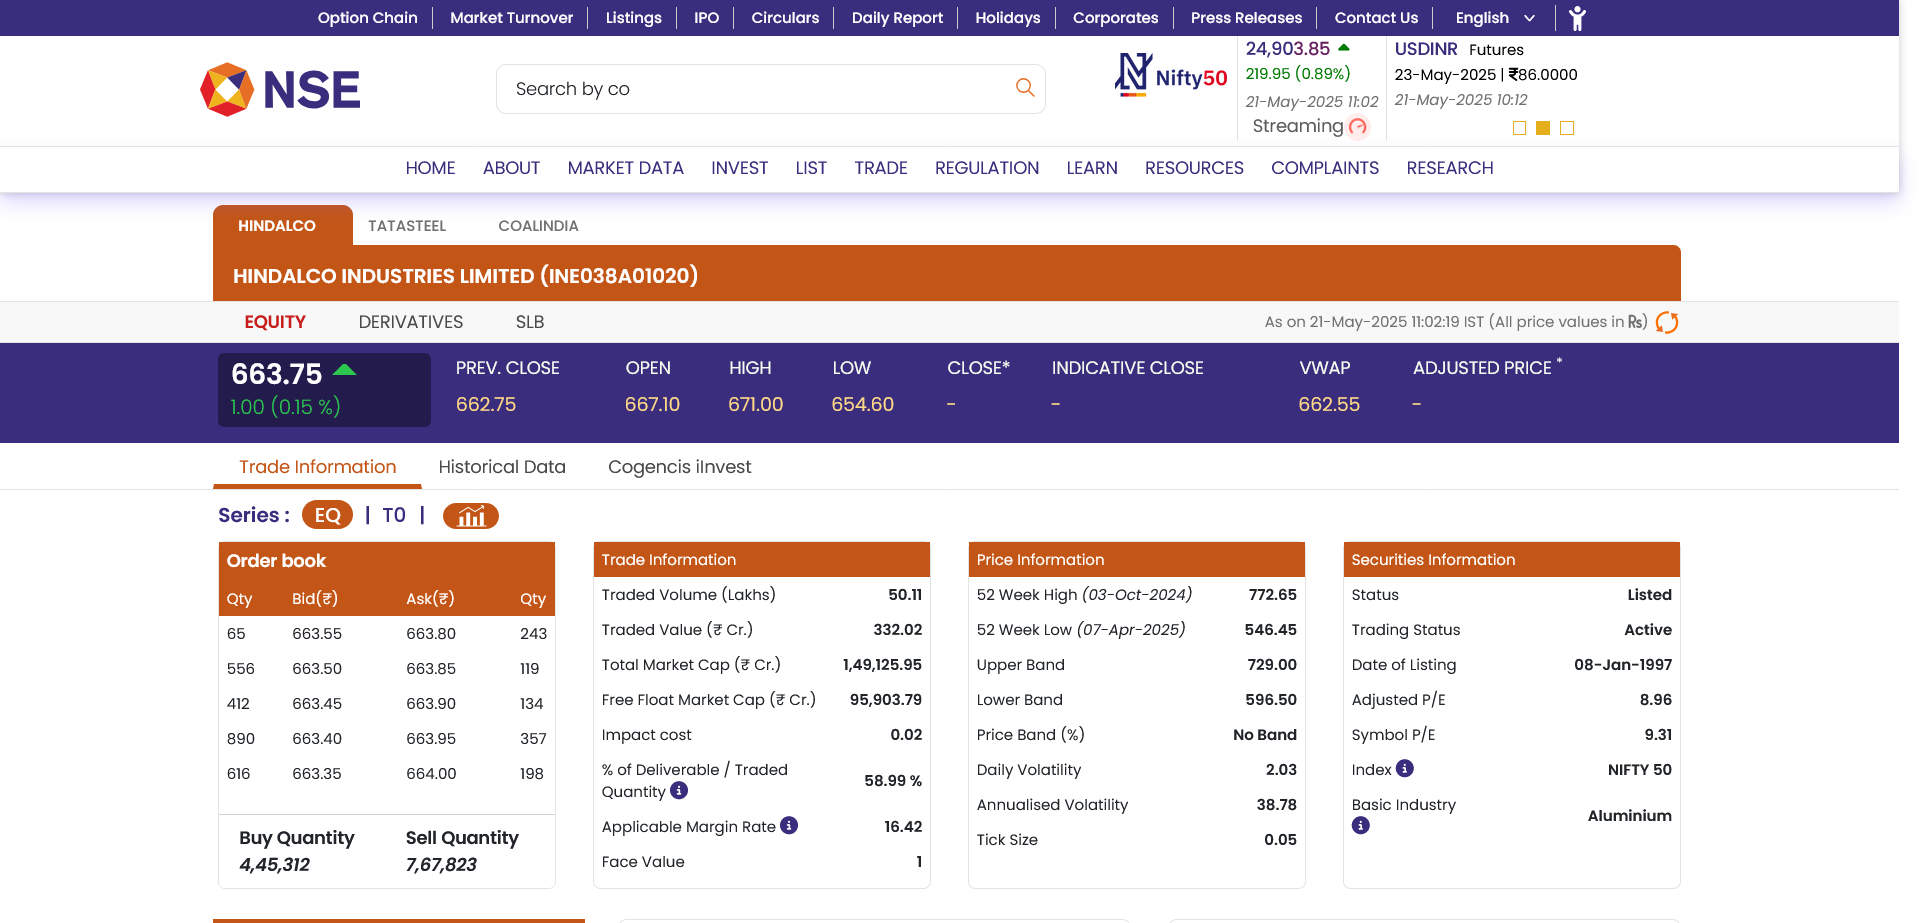 Option Chain | Market Turnover | Listings | IPO | Circulars | Daily Report | Holidays | Corporates | Press Releases | Contact Us | English
NSE
Search by co
Nifty50
24,903.85
219.95 (0.89%)
21-May-2025 11:02
Streaming
USDINR Futures
23-May-2025 | ₹86.0000
21-May-2025 10:12
HOME ABOUT MARKET DATA INVEST LIST TRADE REGULATION LEARN RESOURCES COMPLAINTS RESEARCH
HINDALCO TATASTEEL COALINDIA
HINDALCO INDUSTRIES LIMITED (INE038A01020)
EQUITY DERIVATIVES SLB As on 21-May-2025 11:02:19 IST (All price values in ₨)
663.75
1.00 (0.15 %)
PREV. CLOSE OPEN HIGH LOW CLOSE* INDICATIVE CLOSE VWAP ADJUSTED PRICE *
662.75 667.10 671.00 654.60 - - 662.55 -
Trade Information Historical Data Cogencis iInvest
Series : EQ | T0 |
Order book
Qty Bid(₹) Ask(₹) Qty
65 663.55 663.80 243
556 663.50 663.85 119
412 663.45 663.90 134
890 663.40 663.95 357
616 663.35 664.00 198
Buy Quantity Sell Quantity
4,45,312 7,67,823
Trade Information
Traded Volume (Lakhs) 50.11
Traded Value (₹ Cr.) 332.02
Total Market Cap (₹ Cr.) 1,49,125.95
Free Float Market Cap (₹ Cr.) 95,903.79
Impact cost 0.02
% of Deliverable / Traded
Quantity 58.99 %
Applicable Margin Rate 16.42
Face Value 1
Price Information
52 Week High (03-Oct-2024) 772.65
52 Week Low (07-Apr-2025) 546.45
Upper Band 729.00
Lower Band 596.50
Price Band (%) No Band
Daily Volatility 2.03
Annualised Volatility 38.78
Tick Size 0.05
Securities Information
Status Listed
Trading Status Active
Date of Listing 08-Jan-1997
Adjusted P/E 8.96
Symbol P/E 9.31
Index NIFTY 50
Basic Industry Aluminium